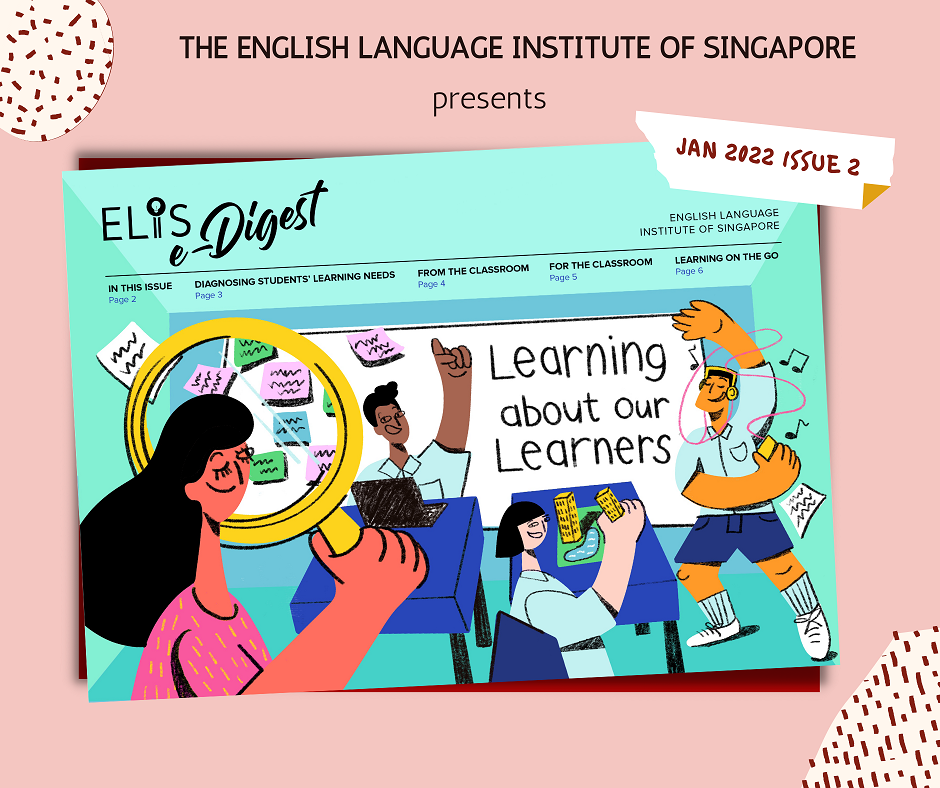 THE ENGLISH LANGUAGE INSTITUTE OF SINGAPORE
presents
JAN 2022 ISSUE 2
ELiS
e-Digest
ENGLISH LANGUAGE
INSTITUTE OF SINGAPORE
IN THIS ISSUE
Page 2
DIAGNOSING STUDENTS' LEARNING NEEDS
Page 3
FROM THE CLASSROOM
Page 4
FOR THE CLASSROOM
Page 5
LEARNING ON THE GO
Page 6
Learning
about our
Learners